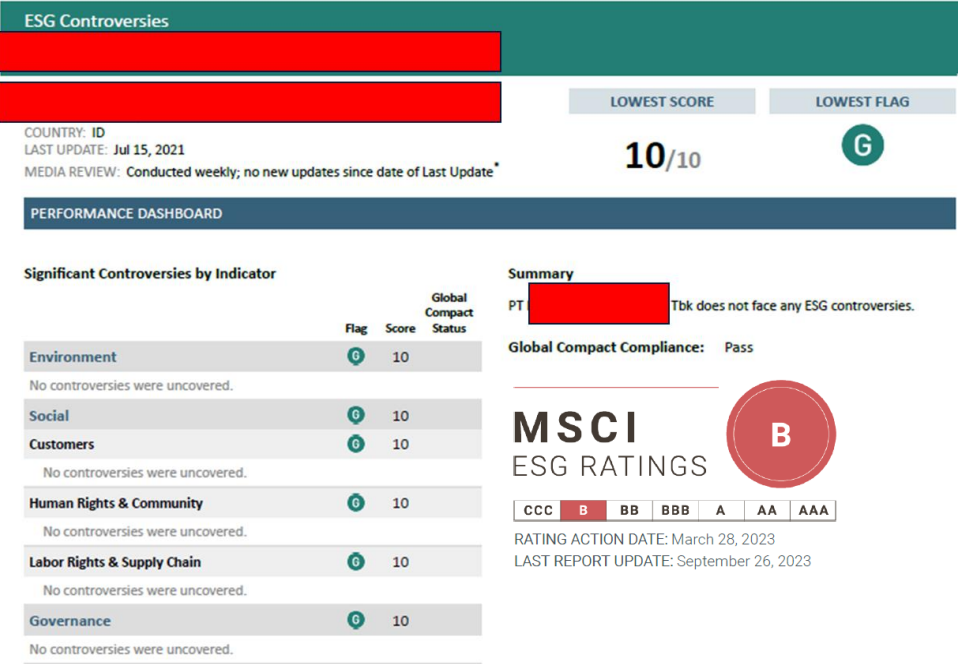 ESG Controversies
LOWEST SCORE
LOWEST FLAG
COUNTRY: ID
LAST UPDATE: Jul 15, 2021
MEDIA REVIEW: Conducted weekly; no new updates since date of Last Update*
10/10
G
PERFORMANCE DASHBOARD
Significant Controversies by Indicator
Flag Score Global Compact Status
Environment G 10
No controversies were uncovered.
Social G 10
Customers G 10
No controversies were uncovered.
Human Rights & Community G 10
No controversies were uncovered.
Labor Rights & Supply Chain G 10
No controversies were uncovered.
Governance G 10
No controversies were uncovered.
Summary
PT Tbk does not face any ESG controversies.
Global Compact Compliance: Pass
MSCI
ESG RATINGS
B
CCC B BB BBB A AA AAA
RATING ACTION DATE: March 28, 2023
LAST REPORT UPDATE: September 26, 2023